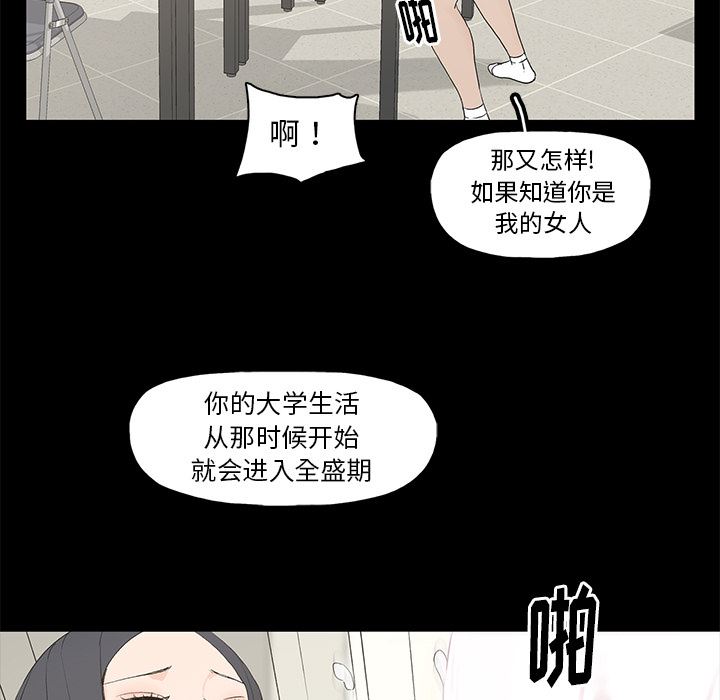 啪
啊！
那又怎样!
如果知道你是
我的女人
你的大学生活
从那时候开始
就会进入全盛期
啪